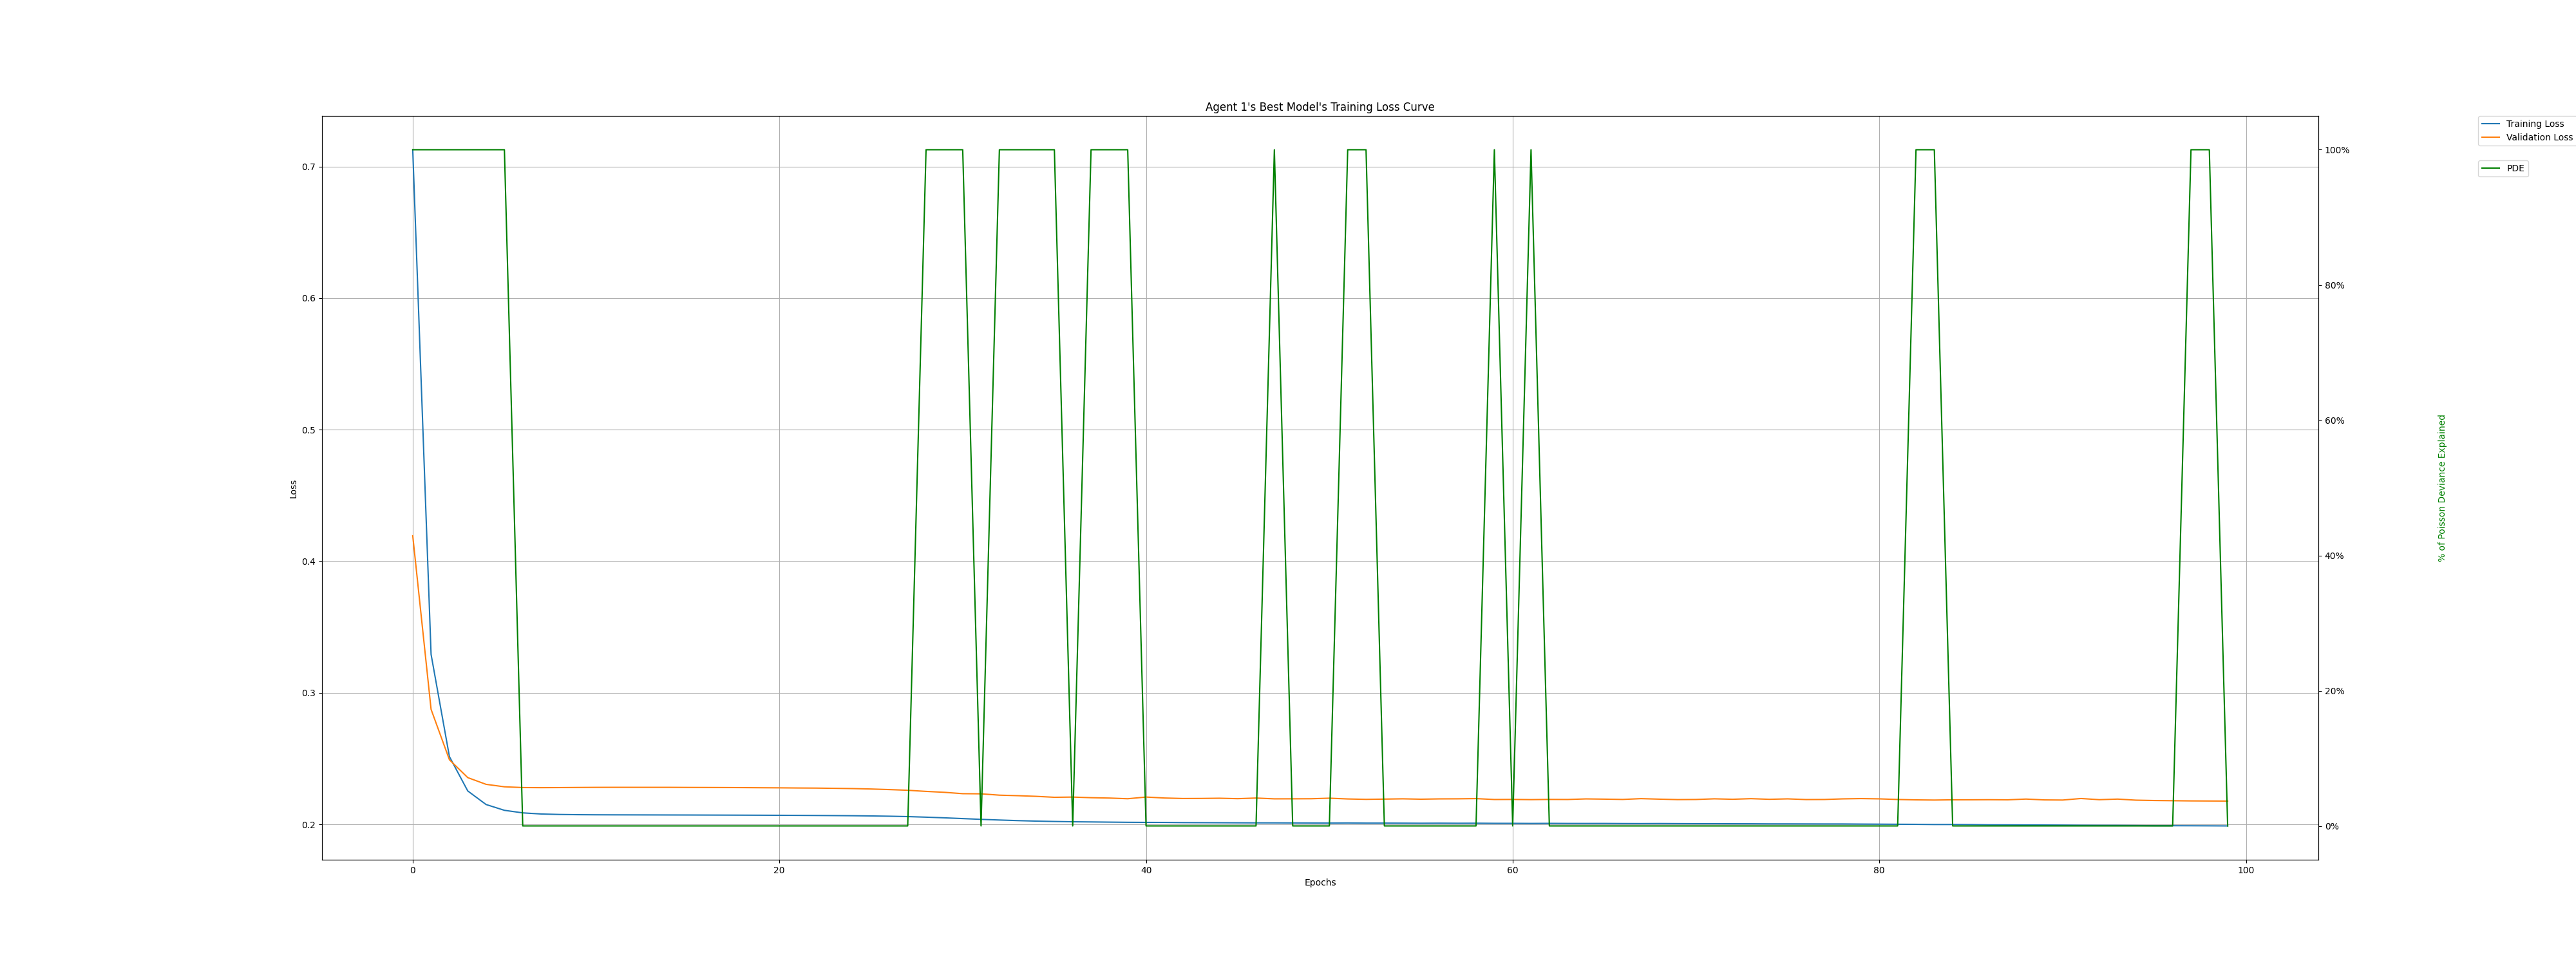 Agent 1's Best Model's Training Loss Curve
Training Loss
Validation Loss
PDE
0.7
0.6
0.5
0.4
0.3
0.2
Loss
100%
80%
60%
40%
20%
0%
% of Poisson Deviance Explained
0 20 40 60 80 100
Epochs